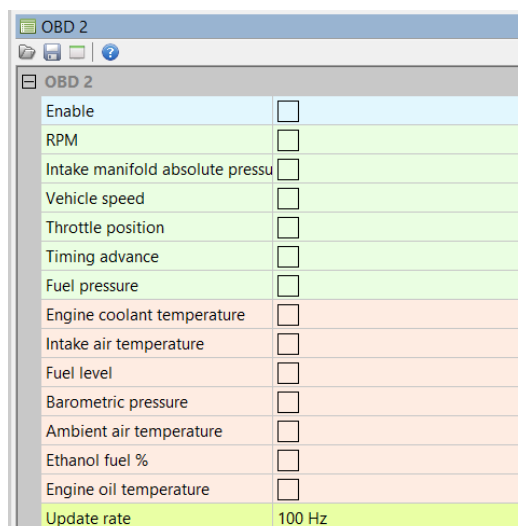 OBD 2
?
OBD 2
Enable
RPM
Intake manifold absolute pressu
Vehicle speed
Throttle position
Timing advance
Fuel pressure
Engine coolant temperature
Intake air temperature
Fuel level
Barometric pressure
Ambient air temperature
Ethanol fuel %
Engine oil temperature
Update rate 100 Hz